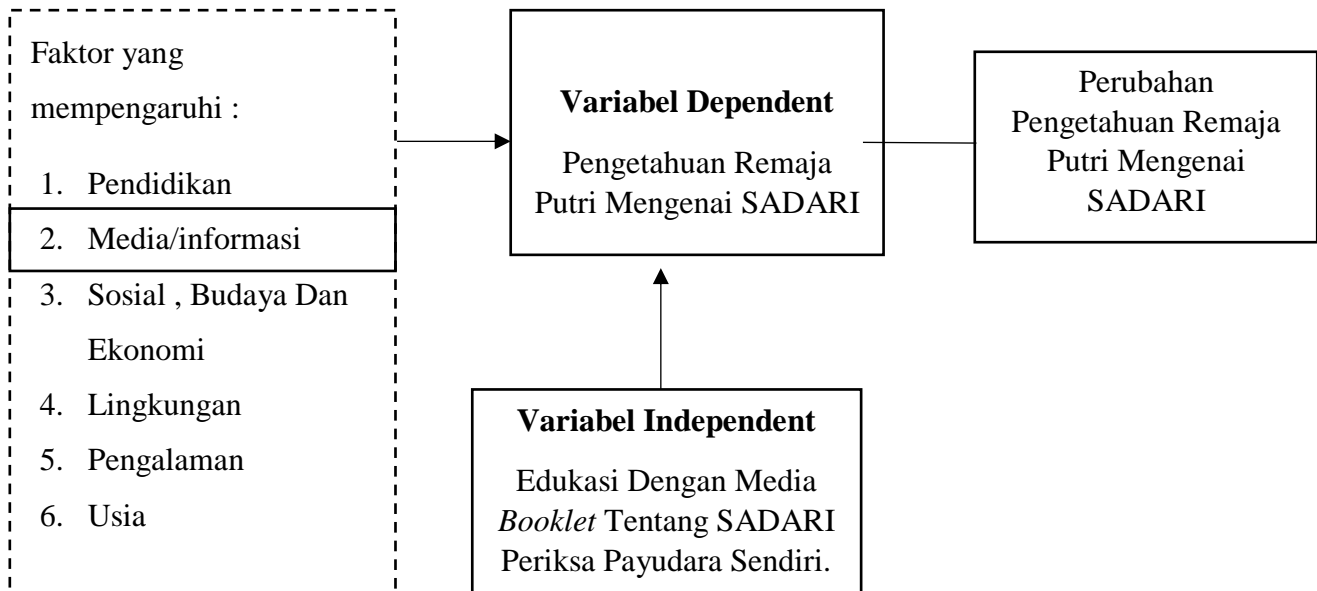 Faktor yang
mempengaruhi :
1. Pendidikan
2. Media/informasi
3. Sosial , Budaya Dan
Ekonomi
4. Lingkungan
5. Pengalaman
6. Usia
Variabel Dependent
Pengetahuan Remaja
Putri Mengenai SADARI
Perubahan
Pengetahuan Remaja
Putri Mengenai
SADARI
Variabel Independent
Edukasi Dengan Media
Booklet Tentang SADARI
Periksa Payudara Sendiri.